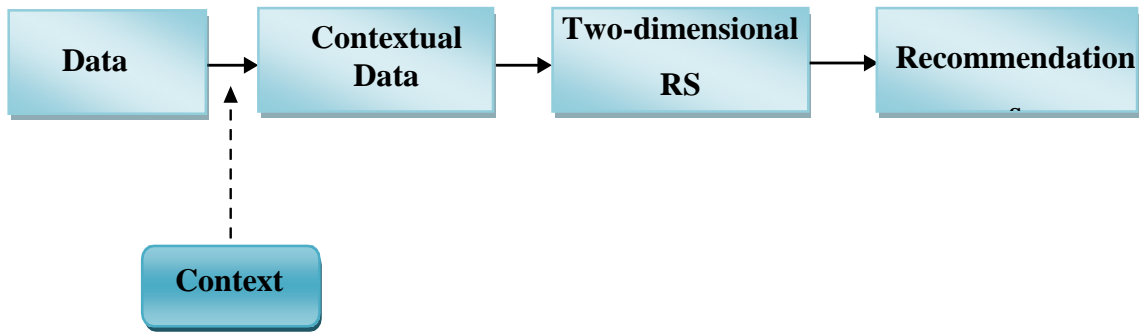 Data
Contextual
Data
Two-dimensional
RS
Recommendation
s
Context